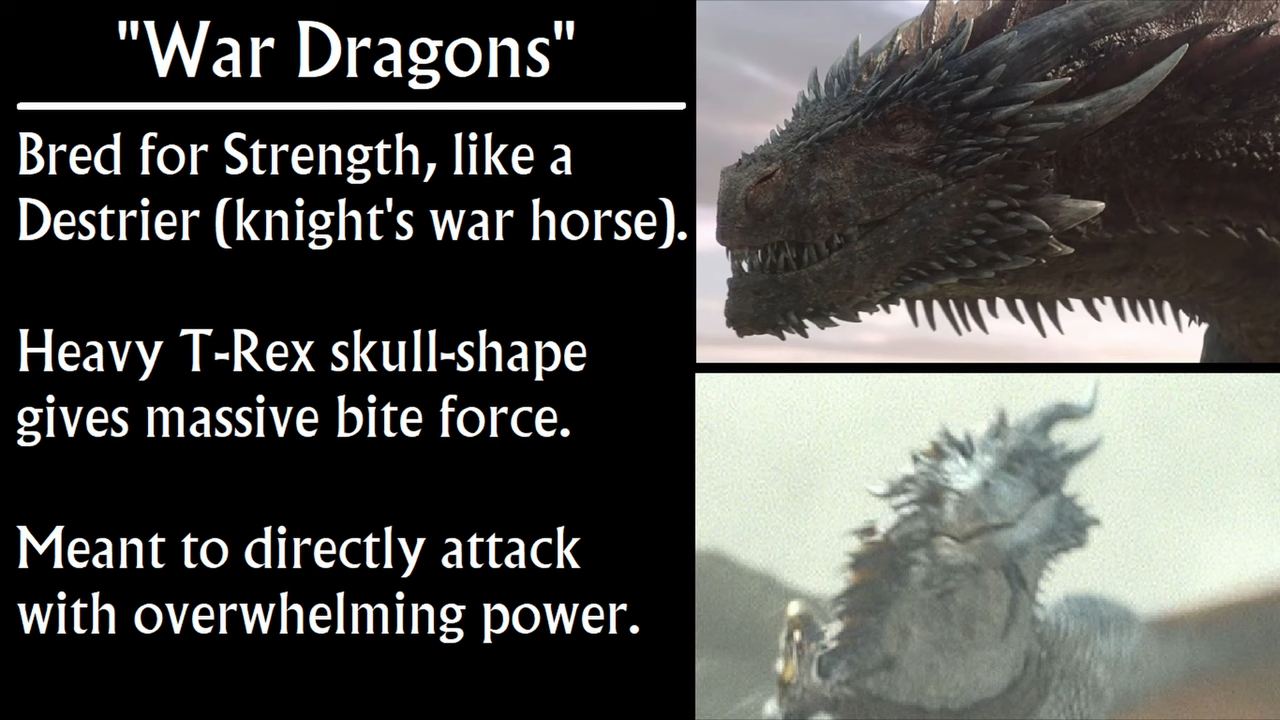 "War Dragons"
Bred for Strength, like a
Destrier (knight's war horse).
Heavy T-Rex skull-shape
gives massive bite force.
Meant to directly attack
with overwhelming power.